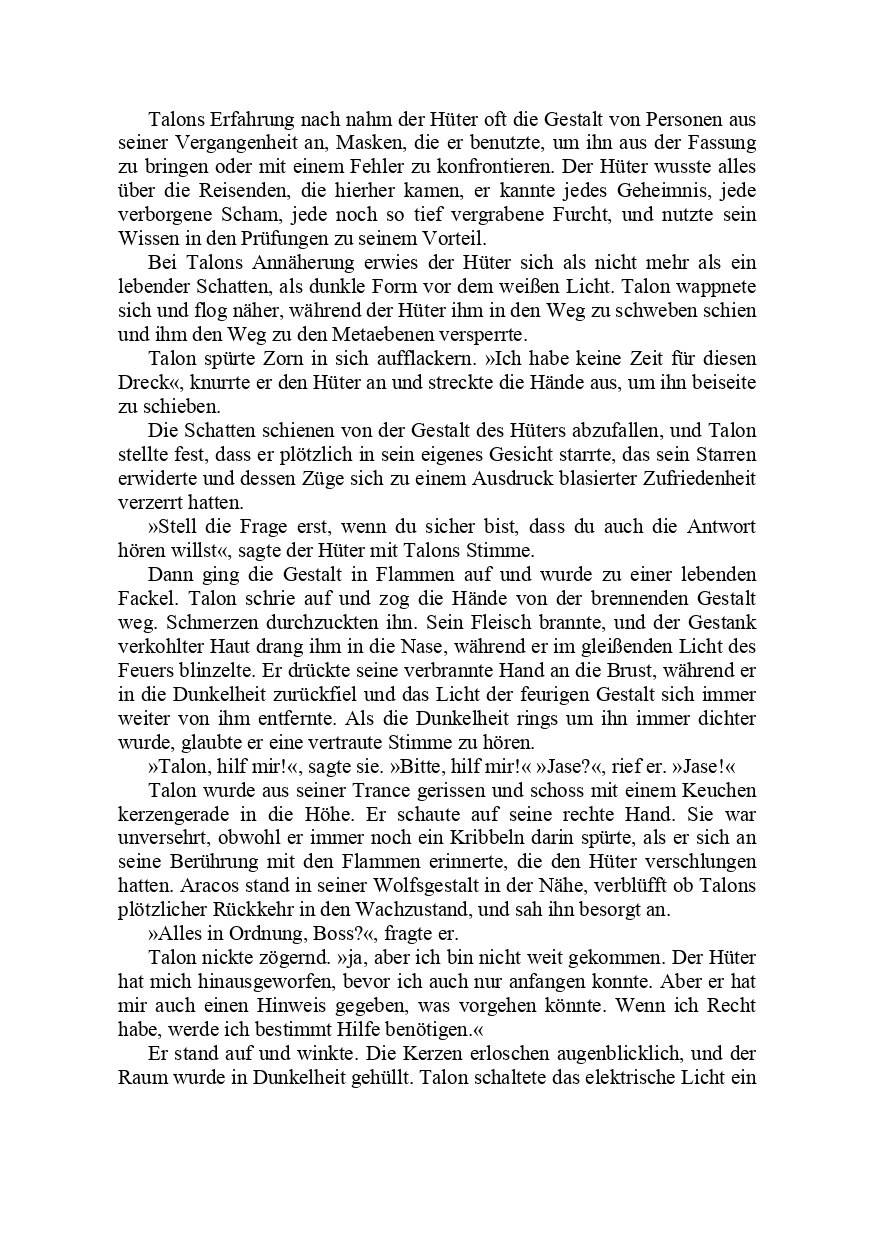 Talons Erfahrung nach nahm der Hüter oft die Gestalt von Personen aus
seiner Vergangenheit an, Masken, die er benutzte, um ihn aus der Fassung
zu bringen oder mit einem Fehler zu konfrontieren. Der Hüter wusste alles
über die Reisenden, die hierher kamen, er kannte jedes Geheimnis, jede
verborgene Scham, jede noch so tief vergrabene Furcht, und nutzte sein
Wissen in den Prüfungen zu seinem Vorteil.
Bei Talons Annäherung erwies der Hüter sich als nicht mehr als ein
lebender Schatten, als dunkle Form vor dem weißen Licht. Talon wappnete
sich und flog näher, während der Hüter ihm in den Weg zu schweben schien
und ihm den Weg zu den Metaebenen versperrte.
Talon spürte Zorn in sich aufflackern. »Ich habe keine Zeit für diesen
Dreck«, knurrte er den Hüter an und streckte die Hände aus, um ihn beiseite
zu schieben.
Die Schatten schienen von der Gestalt des Hüters abzufallen, und Talon
stellte fest, dass er plötzlich in sein eigenes Gesicht starrte, das sein Starren
erwiderte und dessen Züge sich zu einem Ausdruck blasierter Zufriedenheit
verzerrt hatten.
»Stell die Frage erst, wenn du sicher bist, dass du auch die Antwort
hören willst«, sagte der Hüter mit Talons Stimme.
Dann ging die Gestalt in Flammen auf und wurde zu einer lebenden
Fackel. Talon schrie auf und zog die Hände von der brennenden Gestalt
weg. Schmerzen durchzuckten ihn. Sein Fleisch brannte, und der Gestank
verkohlter Haut drang ihm in die Nase, während er im gleißenden Licht des
Feuers blinzelte. Er drückte seine verbrannte Hand an die Brust, während er
in die Dunkelheit zurückfiel und das Licht der feurigen Gestalt sich immer
weiter von ihm entfernte. Als die Dunkelheit rings um ihn immer dichter
wurde, glaubte er eine vertraute Stimme zu hören.
»Talon, hilf mir!«, sagte sie. »Bitte, hilf mir!« »Jase?«, rief er. »Jase!«
Talon wurde aus seiner Trance gerissen und schoss mit einem Keuchen
kerzengerade in die Höhe. Er schaute auf seine rechte Hand. Sie war
unversehrt, obwohl er immer noch ein Kribbeln darin spürte, als er sich an
seine Berührung mit den Flammen erinnerte, die den Hüter verschlungen
hatten. Aracos stand in seiner Wolfsgestalt in der Nähe, verblüfft ob Talons
plötzlicher Rückkehr in den Wachzustand, und sah ihn besorgt an.
»Alles in Ordnung, Boss?«, fragte er.
Talon nickte zögernd. »ja, aber ich bin nicht weit gekommen. Der Hüter
hat mich hinausgeworfen, bevor ich auch nur anfangen konnte. Aber er hat
mir auch einen Hinweis gegeben, was vorgehen könnte. Wenn ich Recht
habe, werde ich bestimmt Hilfe benötigen.«
Er stand auf und winkte. Die Kerzen erloschen augenblicklich, und der
Raum wurde in Dunkelheit gehüllt. Talon schaltete das elektrische Licht ein